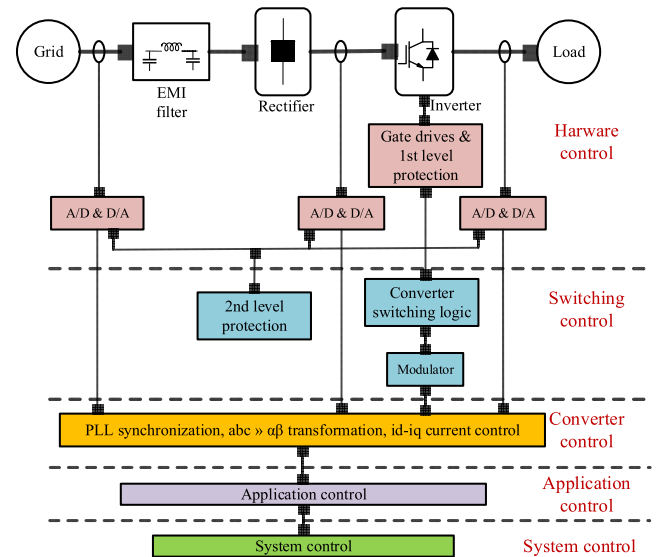 Grid
EMI
filter
Rectifier
Inverter
Load
Gate drives &
1st level
protection
Harware
control
A/D & D/A
A/D & D/A
A/D & D/A
2nd level
protection
Converter
switching logic
Switching
control
Modulator
PLL synchronization, abc » αβ transformation, id-iq current control
Converter
control
Application control
Application
control
System control
System control